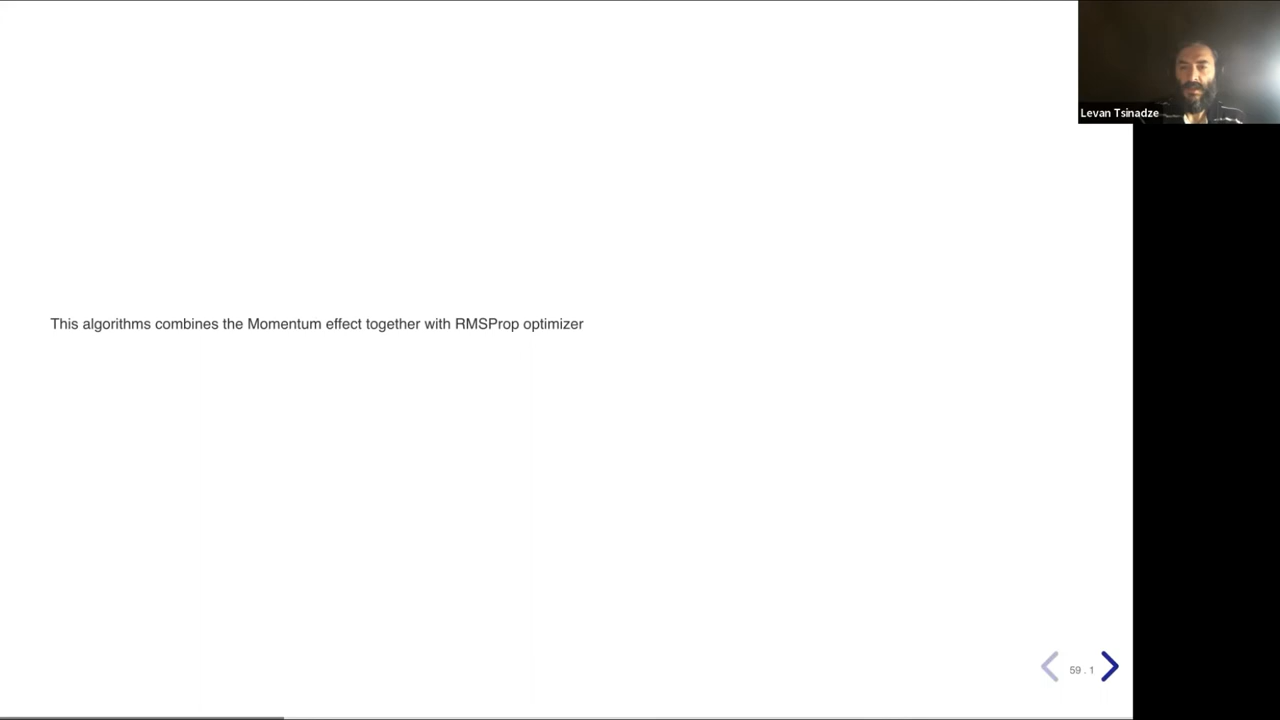 Levan Tsinadze
This algorithms combines the Momentum effect together with RMSProp optimizer
59 . 1